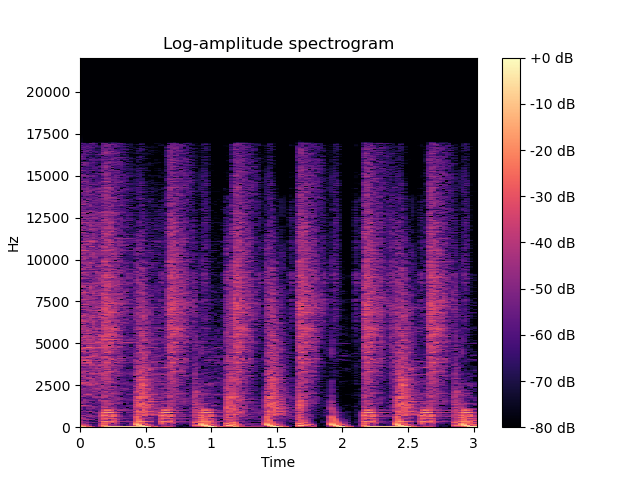 Log-amplitude spectrogram
+0 dB
20000
-10 dB
17500
-20 dB
15000
-30 dB
12500
-40 dB
Hz
10000
-50 dB
7500
-60 dB
5000
-70 dB
2500
0
-80 dB
0 0.5 1 1.5 2 2.5 3
Time